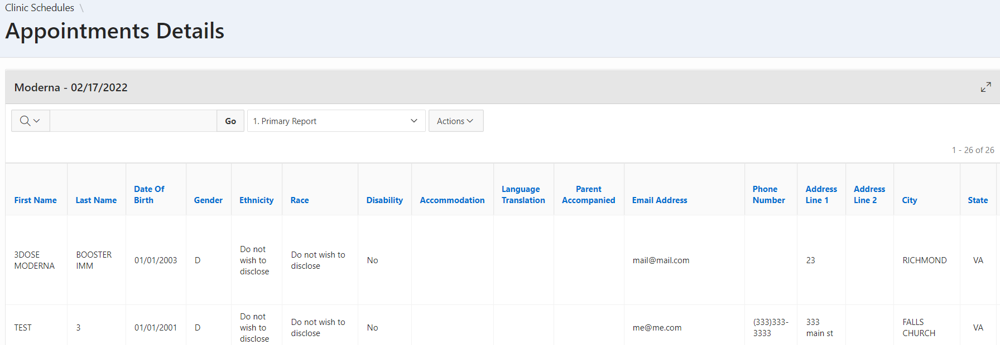 Clinic Schedules \
Appointments Details
Moderna - 02/17/2022
Go
1. Primary Report
Actions
1 - 26 of 26
First Name
Last Name
Date Of
Birth
Gender
Ethnicity
Race
Disability
Accommodation
Language
Translation
Parent
Accompanied
Email Address
Phone
Number
Address
Line 1
Address
Line 2
City
State
3DOSE
MODERNA
BOOSTER
IMM
01/01/2003
D
Do not
wish to
disclose
Do not wish to
disclose
No
mail@mail.com
23
RICHMOND
VA
TEST
3
01/01/2001
D
Do not
wish to
disclose
Do not wish to
disclose
No
me@me.com
(333)333-
3333
333
main st
FALLS
CHURCH
VA